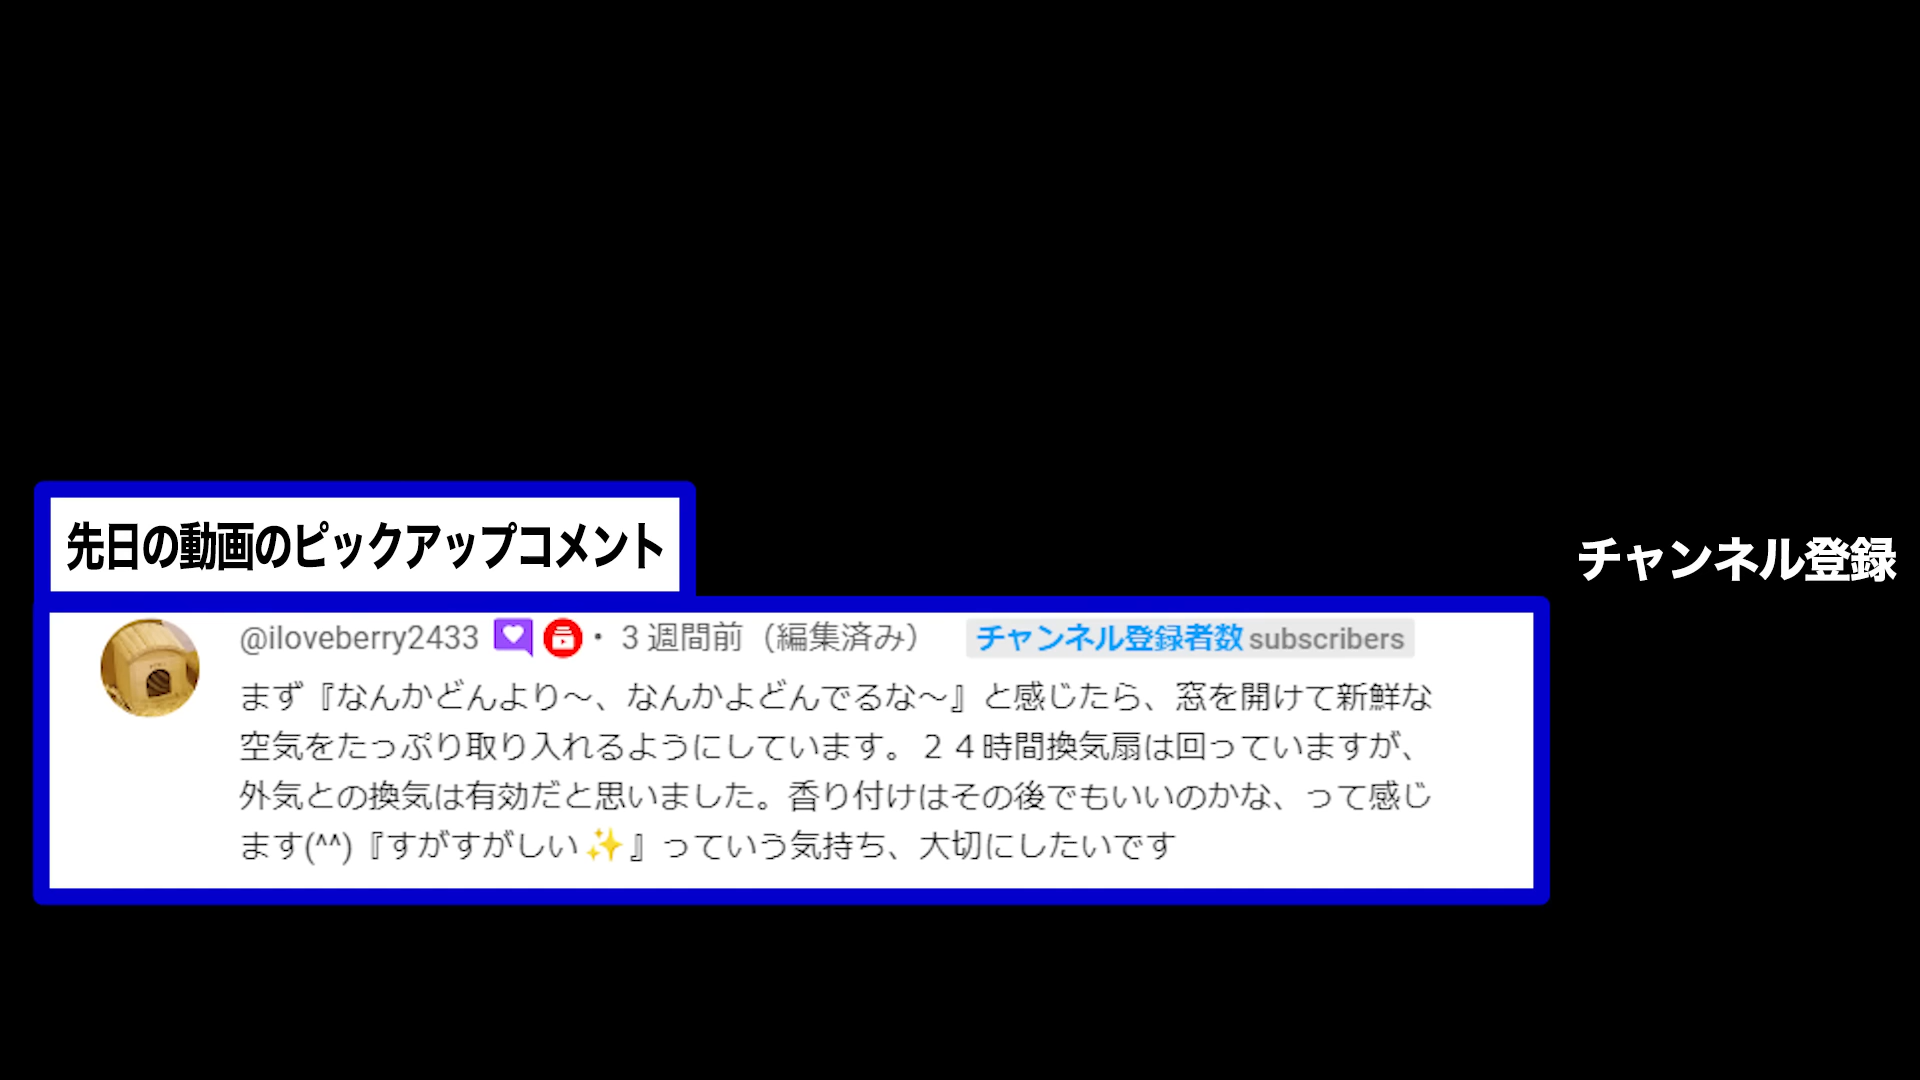 先日の動画のピックアップコメント
チャンネル登録
@iloveberry2433 ・ 3 週間前（編集済み） チャンネル登録者数 subscribers
まず『なんかどんより～、なんかよどんでるな～』と感じたら、窓を開けて新鮮な
空気をたっぷり取り入れるようにしています。２４時間換気扇は回っていますが、
外気との換気は有効だと思いました。香り付けはその後でもいいのかな、って感じ
ます(^^)『すがすがしい✨』っていう気持ち、大切にしたいです